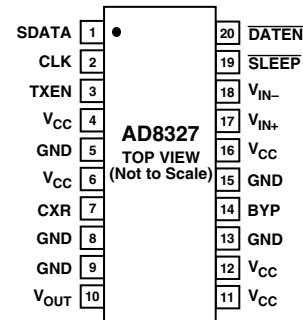 SDATA 1
CLK 2
TXEN 3
VCC 4
GND 5
VCC 6
CXR 7
GND 8
GND 9
VOUT 10
AD8327
TOP VIEW
(Not to Scale)
20 DATEN
19 SLEEP
18 VIN–
17 VIN+
16 VCC
15 GND
14 BYP
13 GND
12 VCC
11 VCC